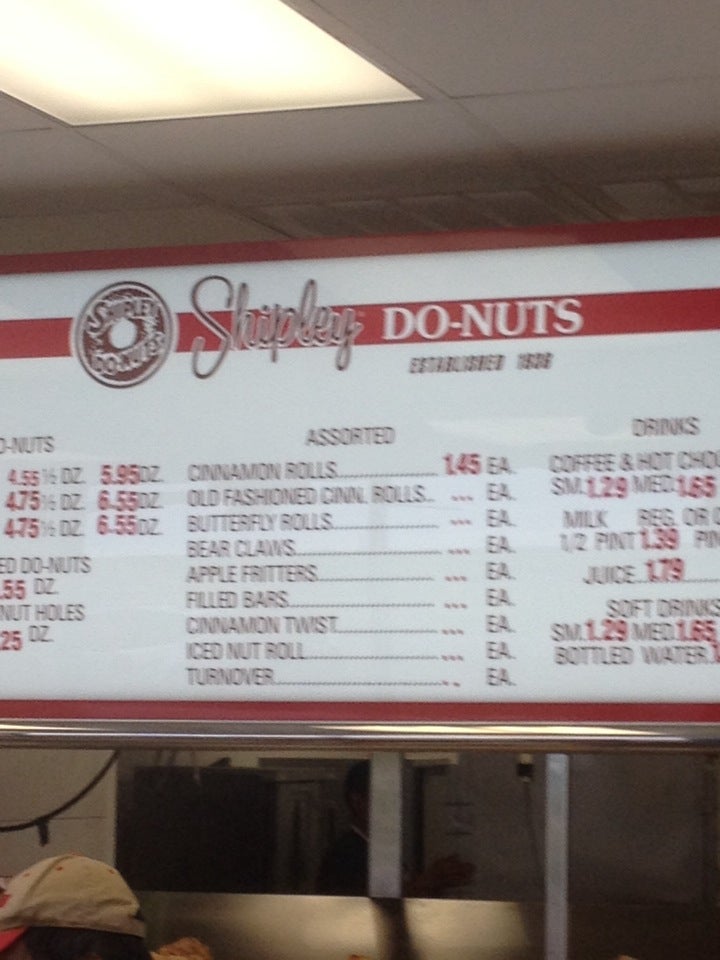 SHIPLEY DO-NUTS
Shipley DO-NUTS
ESTABLISHED 1936
O-NUTS
4.55 ½ DZ. 5.95 DZ.
4.75 ½ DZ. 6.55 DZ.
4.75 ½ DZ. 6.55 DZ.
ED DO-NUTS
.55 DZ.
NUT HOLES
25 DZ.
ASSORTED
CINNAMON ROLLS 1.45 EA.
OLD FASHIONED CINN. ROLLS EA.
BUTTERFLY ROLLS EA.
BEAR CLAWS EA.
APPLE FRITTERS EA.
FILLED BARS EA.
CINNAMON TWIST EA.
ICED NUT ROLL EA.
TURNOVER EA.
DRINKS
COFFEE & HOT CHO
SM. 1.29 MED 1.65
MILK REG. OR
1/2 PINT 1.39 PIN
JUICE 1.79
SOFT DRINKS
SM. 1.29 MED 1.65
BOTTLED WATER